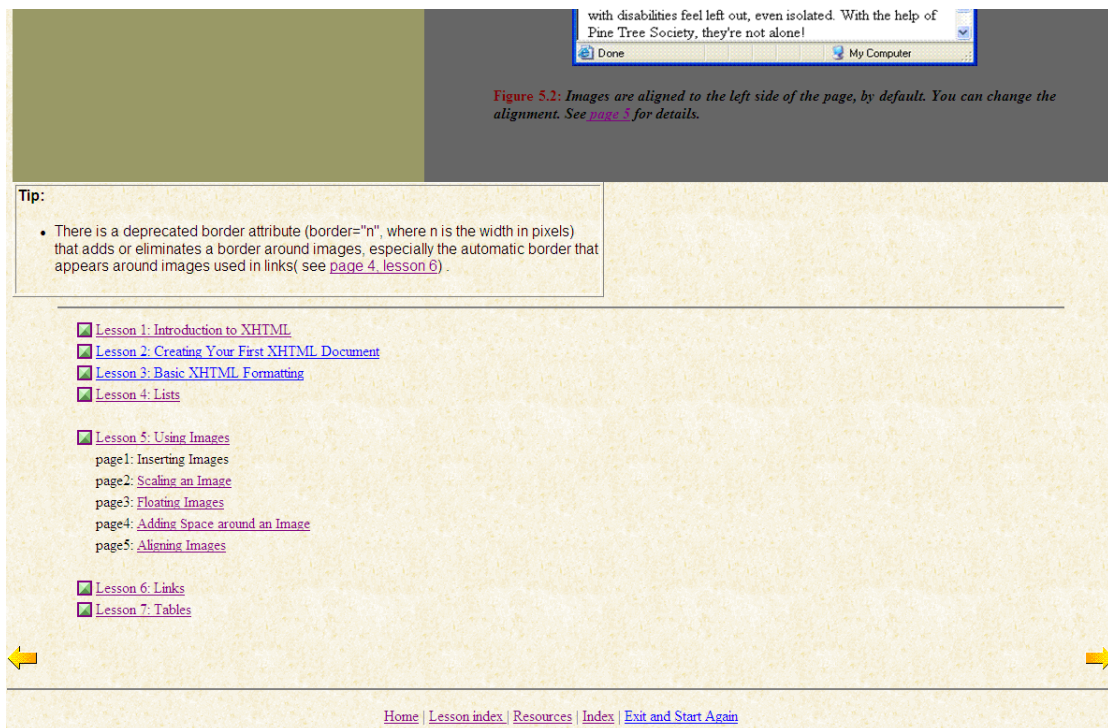 with disabilities feel left out, even isolated. With the help of
Pine Tree Society, they're not alone!
Done My Computer
Figure 5.2: Images are aligned to the left side of the page, by default. You can change the
alignment. See page 5 for details.
Tip:
• There is a deprecated border attribute (border="n", where n is the width in pixels)
that adds or eliminates a border around images, especially the automatic border that
appears around images used in links( see page 4, lesson 6) .
Lesson 1: Introduction to XHTML
Lesson 2: Creating Your First XHTML Document
Lesson 3: Basic XHTML Formatting
Lesson 4: Lists
Lesson 5: Using Images
page1: Inserting Images
page2: Scaling an Image
page3: Floating Images
page4: Adding Space around an Image
page5: Aligning Images
Lesson 6: Links
Lesson 7: Tables
Home | Lesson index | Resources | Index | Exit and Start Again